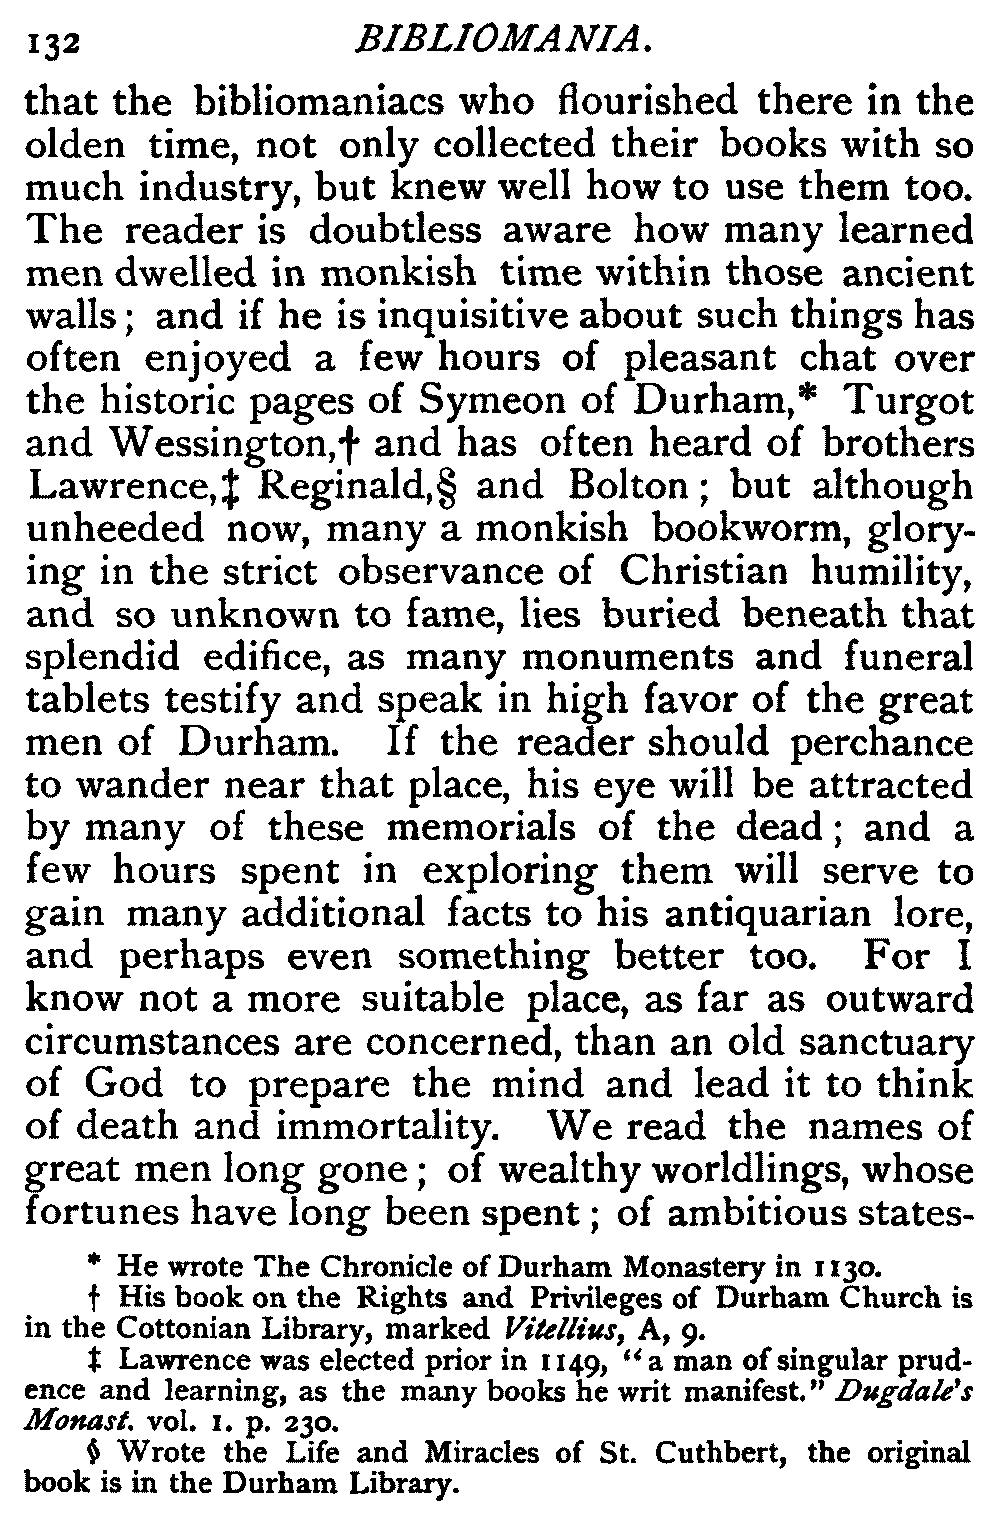 132 BIBLIOMANIA.
that the bibliomaniacs who flourished there in the
olden time, not only collected their books with so
much industry, but knew well how to use them too.
The reader is doubtless aware how many learned
men dwelled in monkish time within those ancient
walls; and if he is inquisitive about such things has
often enjoyed a few hours of pleasant chat over
the historic pages of Symeon of Durham,* Turgot
and Wessington,† and has often heard of brothers
Lawrence,‡ Reginald,§ and Bolton; but although
unheeded now, many a monkish bookworm, glory-
ing in the strict observance of Christian humility,
and so unknown to fame, lies buried beneath that
splendid edifice, as many monuments and funeral
tablets testify and speak in high favor of the great
men of Durham. If the reader should perchance
to wander near that place, his eye will be attracted
by many of these memorials of the dead; and a
few hours spent in exploring them will serve to
gain many additional facts to his antiquarian lore,
and perhaps even something better too. For I
know not a more suitable place, as far as outward
circumstances are concerned, than an old sanctuary
of God to prepare the mind and lead it to think
of death and immortality. We read the names of
great men long gone; of wealthy worldlings, whose
fortunes have long been spent; of ambitious states-
* He wrote The Chronicle of Durham Monastery in 1130.
† His book on the Rights and Privileges of Durham Church is
in the Cottonian Library, marked Vitellius, A, 9.
‡ Lawrence was elected prior in 1149, "a man of singular prud-
ence and learning, as the many books he writ manifest." Dugdale's
Monast. vol. 1. p. 230.
§ Wrote the Life and Miracles of St. Cuthbert, the original
book is in the Durham Library.